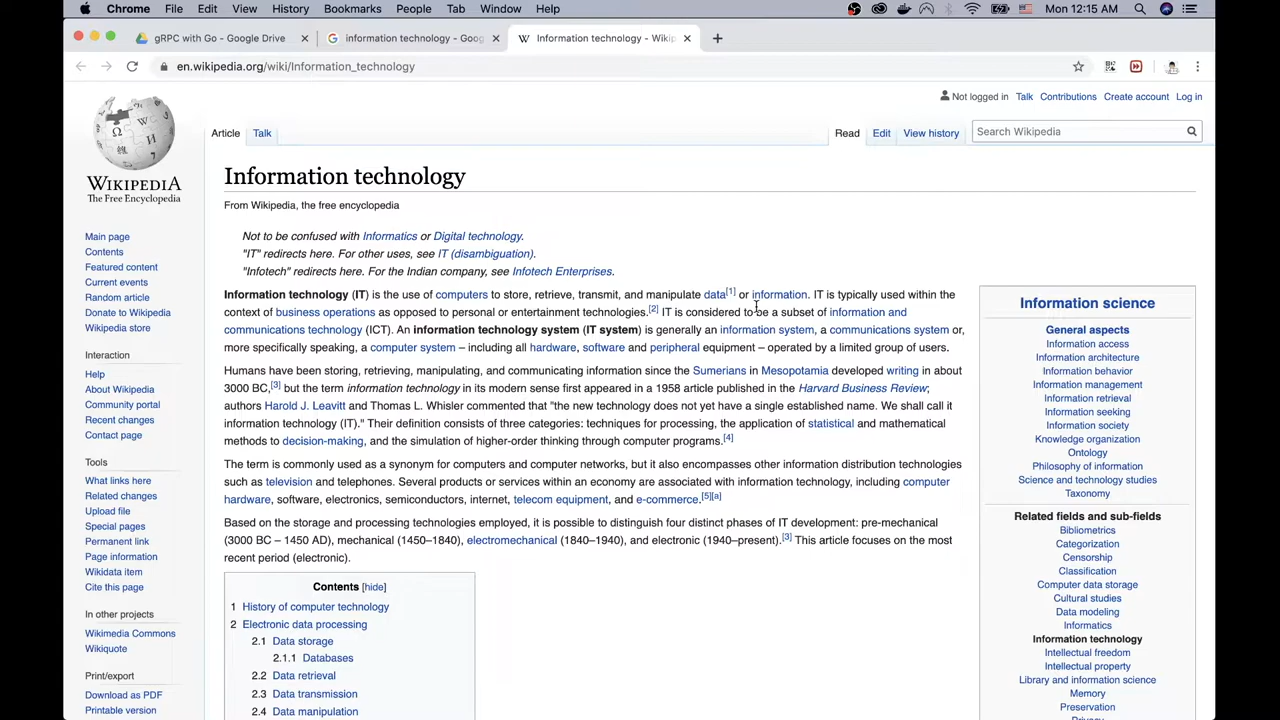 Chrome File Edit View History Bookmarks People Tab Window Help Mon 12:15 AM
gRPC with Go - Google Drive information technology - Goog Information technology - Wikip
en.wikipedia.org/wiki/Information_technology
Not logged in Talk Contributions Create account Log in
Article Talk Read Edit View history Search Wikipedia
WIKIPEDIA
The Free Encyclopedia
Main page
Contents
Featured content
Current events
Random article
Donate to Wikipedia
Wikipedia store
Interaction
Help
About Wikipedia
Community portal
Recent changes
Contact page
Tools
What links here
Related changes
Upload file
Special pages
Permanent link
Page information
Wikidata item
Cite this page
In other projects
Wikimedia Commons
Wikiquote
Print/export
Download as PDF
Printable version
Information technology
From Wikipedia, the free encyclopedia
Not to be confused with Informatics or Digital technology.
"IT" redirects here. For other uses, see IT (disambiguation).
"Infotech" redirects here. For the Indian company, see Infotech Enterprises.
Information technology (IT) is the use of computers to store, retrieve, transmit, and manipulate data[1] or information. IT is typically used within the
context of business operations as opposed to personal or entertainment technologies.[2] IT is considered to be a subset of information and
communications technology (ICT). An information technology system (IT system) is generally an information system, a communications system or,
more specifically speaking, a computer system – including all hardware, software and peripheral equipment – operated by a limited group of users.
Humans have been storing, retrieving, manipulating, and communicating information since the Sumerians in Mesopotamia developed writing in about
3000 BC,[3] but the term information technology in its modern sense first appeared in a 1958 article published in the Harvard Business Review;
authors Harold J. Leavitt and Thomas L. Whisler commented that "the new technology does not yet have a single established name. We shall call it
information technology (IT)." Their definition consists of three categories: techniques for processing, the application of statistical and mathematical
methods to decision-making, and the simulation of higher-order thinking through computer programs.[4]
The term is commonly used as a synonym for computers and computer networks, but it also encompasses other information distribution technologies
such as television and telephones. Several products or services within an economy are associated with information technology, including computer
hardware, software, electronics, semiconductors, internet, telecom equipment, and e-commerce.[5][a]
Based on the storage and processing technologies employed, it is possible to distinguish four distinct phases of IT development: pre-mechanical
(3000 BC – 1450 AD), mechanical (1450–1840), electromechanical (1840–1940), and electronic (1940–present).[3] This article focuses on the most
recent period (electronic).
Contents [hide]
1 History of computer technology
2 Electronic data processing
2.1 Data storage
2.1.1 Databases
2.2 Data retrieval
2.3 Data transmission
2.4 Data manipulation
Information science
General aspects
Information access
Information architecture
Information behavior
Information management
Information retrieval
Information seeking
Information society
Knowledge organization
Ontology
Philosophy of information
Science and technology studies
Taxonomy
Related fields and sub-fields
Bibliometrics
Categorization
Censorship
Classification
Computer data storage
Cultural studies
Data modeling
Informatics
Information technology
Intellectual freedom
Intellectual property
Library and information science
Memory
Preservation
Privacy